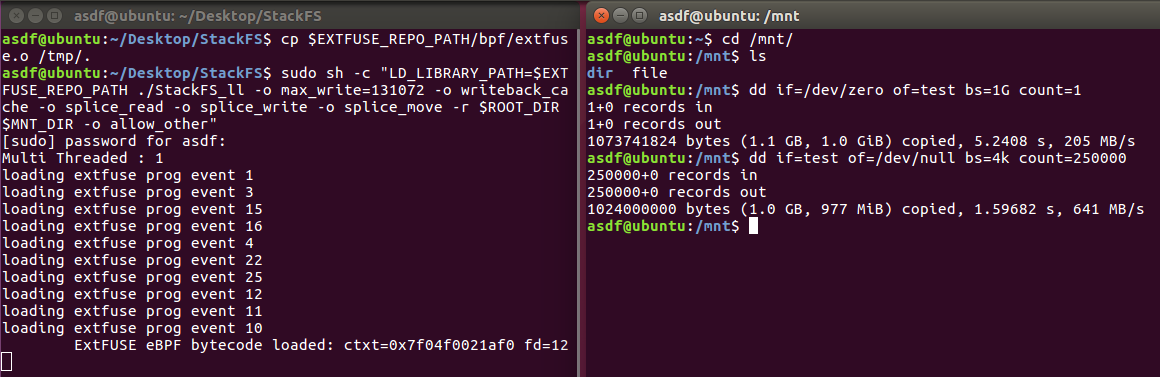 asdf@ubuntu: ~/Desktop/StackFS
asdf@ubuntu:~/Desktop/StackFS$ cp $EXTFUSE_REPO_PATH/bpf/extfus
e.o /tmp/.
asdf@ubuntu:~/Desktop/StackFS$ sudo sh -c "LD_LIBRARY_PATH=$EXT
FUSE_REPO_PATH ./StackFS_ll -o max_write=131072 -o writeback_ca
che -o splice_read -o splice_write -o splice_move -r $ROOT_DIR
$MNT_DIR -o allow_other"
[sudo] password for asdf:
Multi Threaded : 1
loading extfuse prog event 1
loading extfuse prog event 3
loading extfuse prog event 15
loading extfuse prog event 16
loading extfuse prog event 4
loading extfuse prog event 22
loading extfuse prog event 25
loading extfuse prog event 12
loading extfuse prog event 11
loading extfuse prog event 10
ExtFUSE eBPF bytecode loaded: ctxt=0x7f04f0021af0 fd=12
asdf@ubuntu: /mnt
asdf@ubuntu:~$ cd /mnt/
asdf@ubuntu:/mnt$ ls
dir  file
asdf@ubuntu:/mnt$ dd if=/dev/zero of=test bs=1G count=1
1+0 records in
1+0 records out
1073741824 bytes (1.1 GB, 1.0 GiB) copied, 5.2408 s, 205 MB/s
asdf@ubuntu:/mnt$ dd if=test of=/dev/null bs=4k count=250000
250000+0 records in
250000+0 records out
1024000000 bytes (1.0 GB, 977 MiB) copied, 1.59682 s, 641 MB/s
asdf@ubuntu:/mnt$